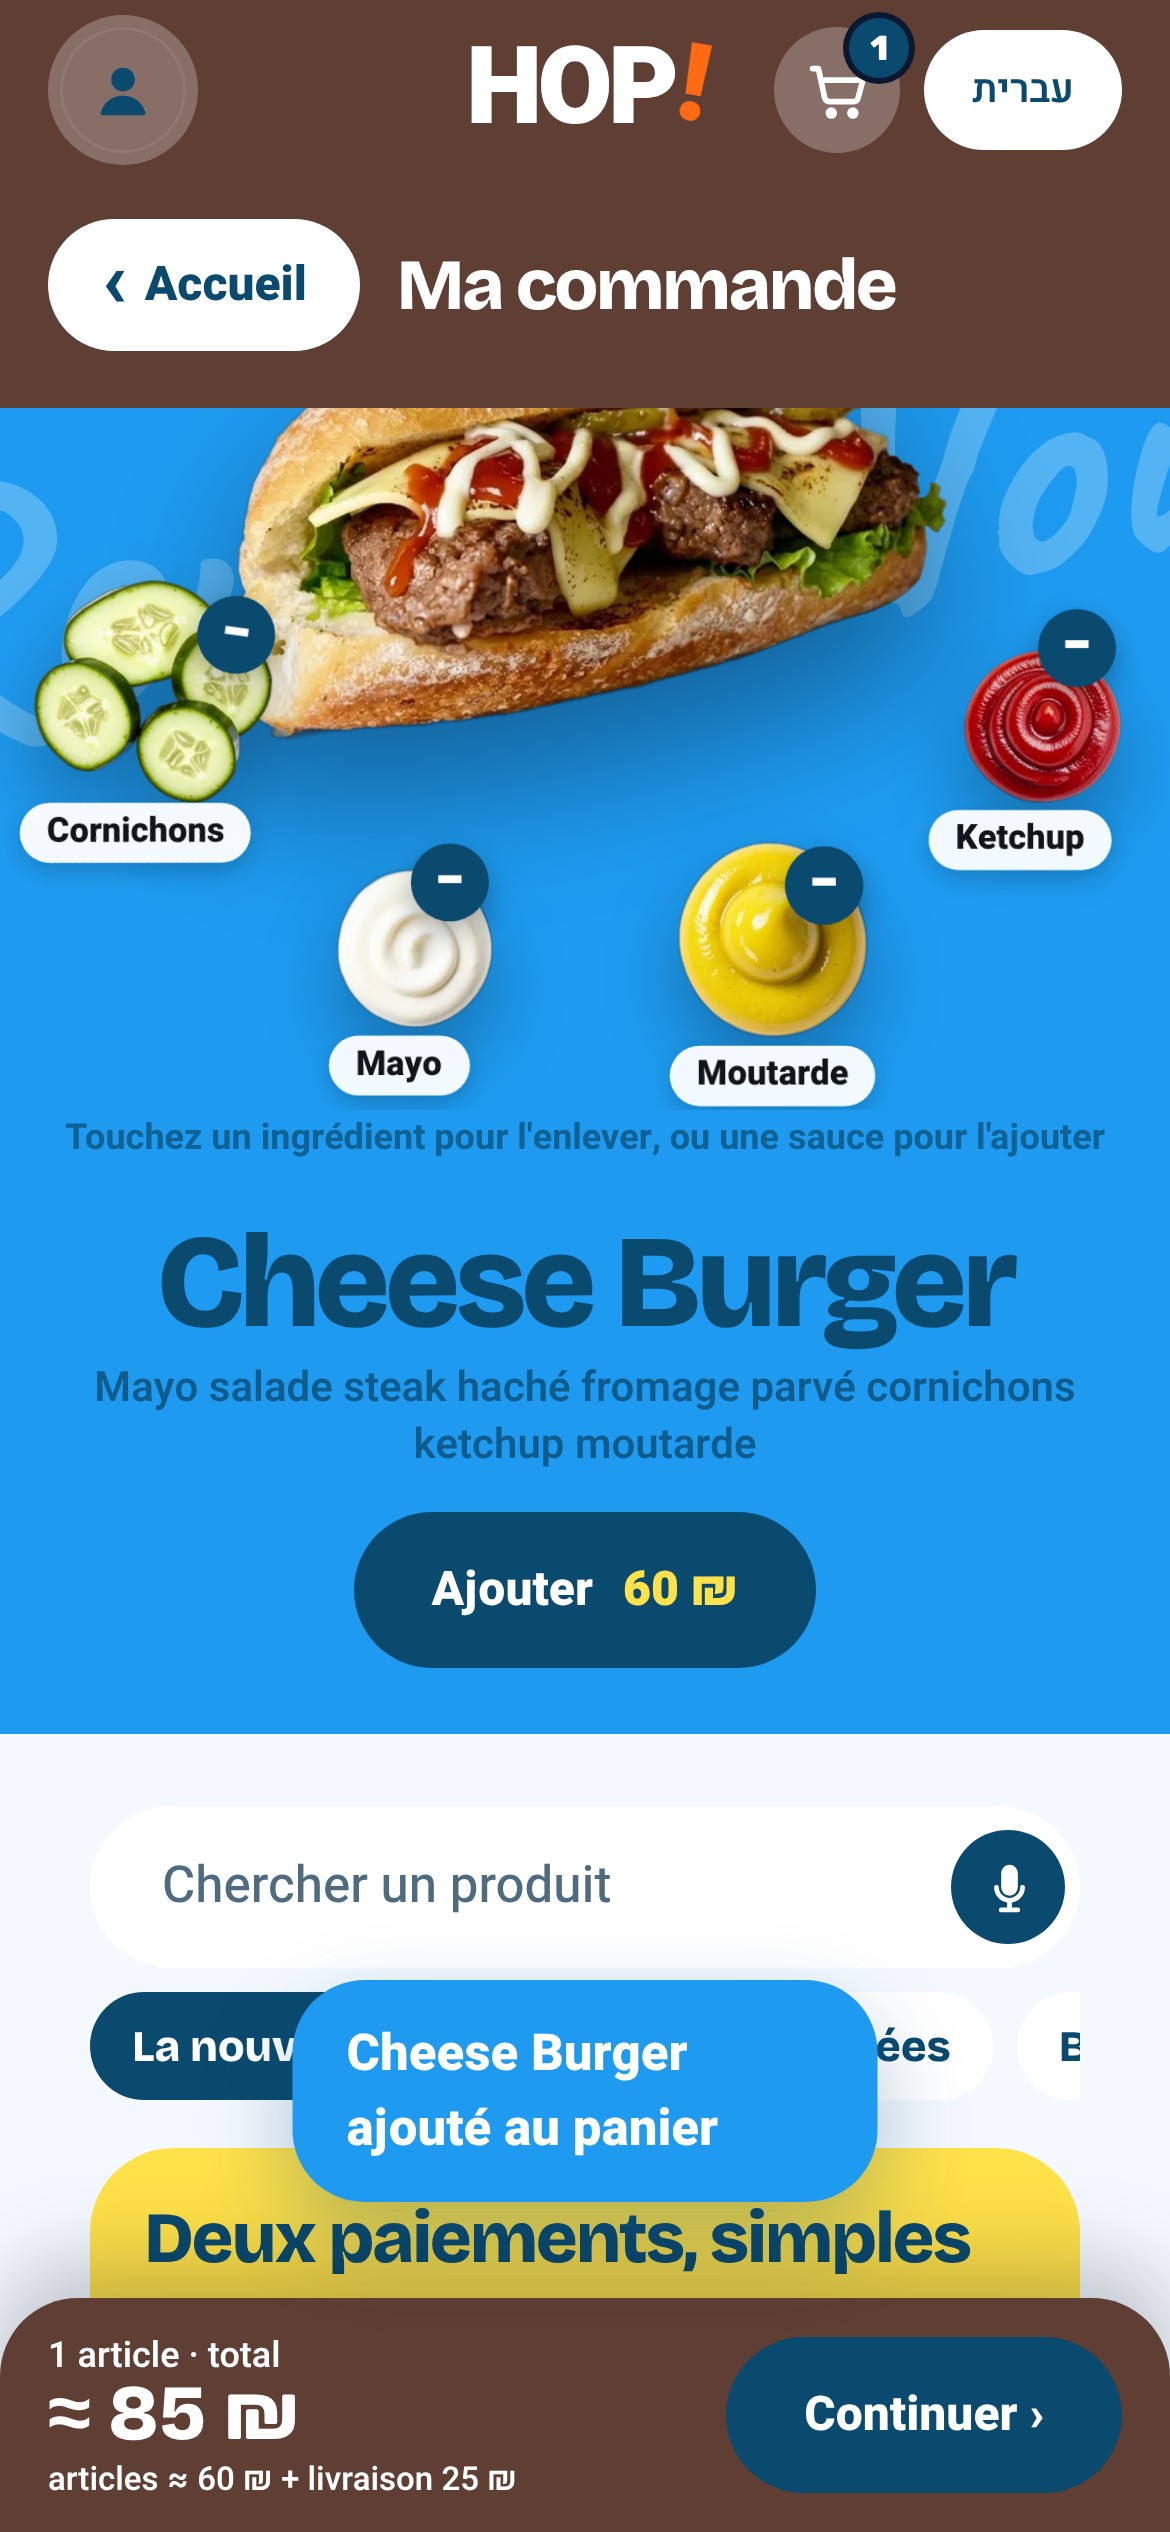 HOP!
1
עברית
‹ Accueil
Ma commande
You
Cornichons
Ketchup
Mayo
Moutarde
Touchez un ingrédient pour l'enlever, ou une sauce pour l'ajouter
Cheese Burger
Mayo salade steak haché fromage parvé cornichons
ketchup moutarde
Ajouter 60 ₪
Chercher un produit
La nouv
ées
B
Cheese Burger
ajouté au panier
Deux paiements, simples
1 article · total
≈ 85 ₪
articles ≈ 60 ₪ + livraison 25 ₪
Continuer ›